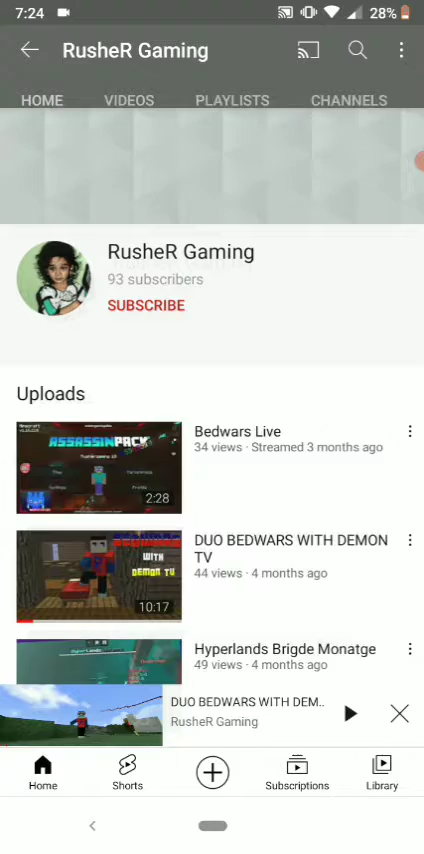 7:24
28%
RusheR Gaming
HOME VIDEOS PLAYLISTS CHANNELS
RusheR Gaming
93 subscribers
SUBSCRIBE
Uploads
ASSASSINPACK
2:28
Bedwars Live
34 views · Streamed 3 months ago
WITH
DEMON TV
10:17
DUO BEDWARS WITH DEMON
TV
44 views · 4 months ago
Hyperlands Brigde Monatge
49 views · 4 months ago
DUO BEDWARS WITH DEM..
RusheR Gaming
Home
Shorts
Subscriptions
Library